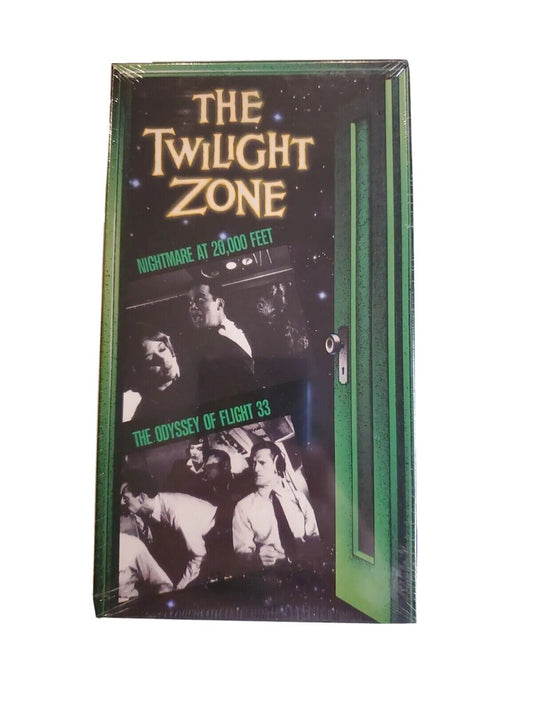 THE
TWILIGHT
ZONE
NIGHTMARE AT 20,000 FEET
THE ODYSSEY OF FLIGHT 33